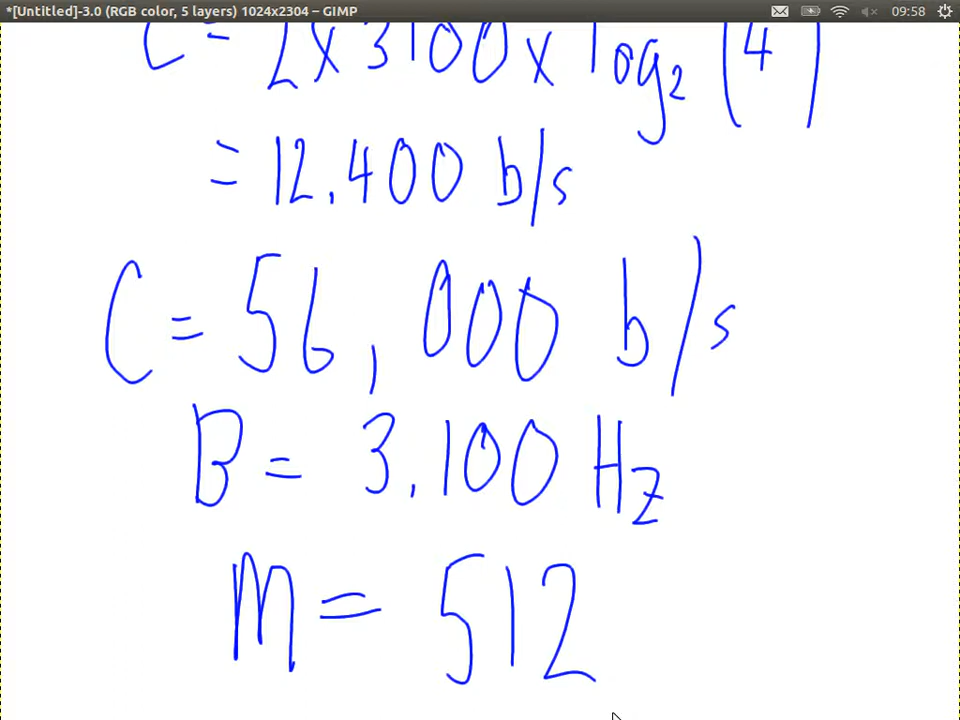 *[Untitled]-3.0 (RGB color, 5 layers) 1024x2304 – GIMP 09:58
C = 2 x 3100 x log2 (4)
= 12,400 b/s
C = 56,000 b/s
B = 3,100 Hz
M = 512